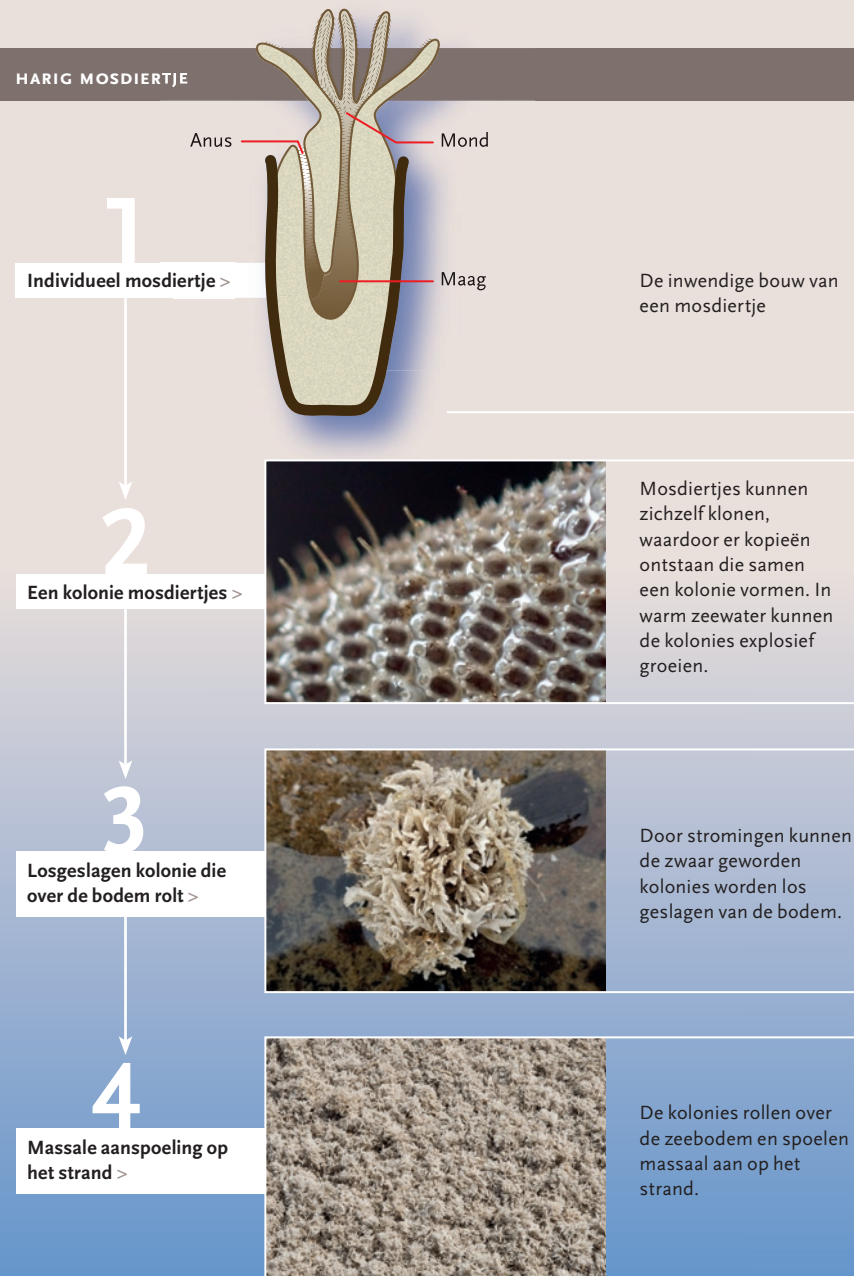 HARIG MOSDIERTJE
Anus
Mond
Maag
1
Individueel mosdiertje >
De inwendige bouw van
een mosdiertje
2
Een kolonie mosdiertjes >
Mosdiertjes kunnen
zichzelf klonen,
waardoor er kopieën
ontstaan die samen
een kolonie vormen. In
warm zeewater kunnen
de kolonies explosief
groeien.
3
Losgeslagen kolonie die
over de bodem rolt >
Door stromingen kunnen
de zwaar geworden
kolonies worden los
geslagen van de bodem.
4
Massale aanspoeling op
het strand >
De kolonies rollen over
de zeebodem en spoelen
massaal aan op het
strand.